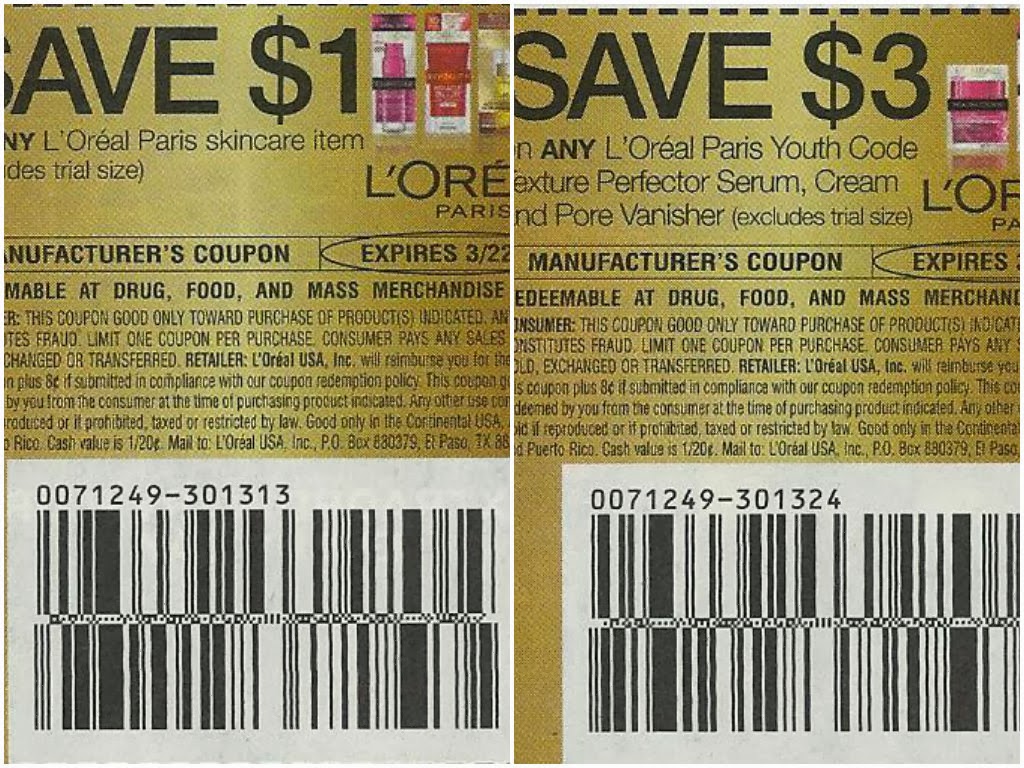 SAVE $1
ANY L'Oréal Paris skincare item
des trial size)
L'ORÉ
PARIS
ANUFACTURER'S COUPON
EXPIRES 3/22
MABLE AT DRUG, FOOD, AND MASS MERCHANDISE
ER: THIS COUPON GOOD ONLY TOWARD PURCHASE OF PRODUCT(S) INDICATED. AN
TES FRAUD. LIMIT ONE COUPON PER PURCHASE. CONSUMER PAYS ANY SALES
CHANGED OR TRANSFERRED. RETAILER: L'Oréal USA, Inc. will reimburse you for the
n plus 8¢ if submitted in compliance with our coupon redemption policy. This coupon
by you from the consumer at the time of purchasing product indicated. Any other use
roduced or if prohibited, taxed or restricted by law. Good only in the Continental USA,
o Rico. Cash value is 1/20¢. Mail to: L'Oréal USA, Inc., P.O. Box 880379, El Paso, TX 88
0071249-301313
SAVE $3
n ANY L'Oréal Paris Youth Code
exture Perfector Serum, Cream
nd Pore Vanisher (excludes trial size)
L'OR
PA
MANUFACTURER'S COUPON
EXPIRES 3
EDEEMABLE AT DRUG, FOOD, AND MASS MERCHAND
NSUMER: THIS COUPON GOOD ONLY TOWARD PURCHASE OF PRODUCT(S) INDICAT
NSTITUTES FRAUD. LIMIT ONE COUPON PER PURCHASE. CONSUMER PAYS ANY S
LD, EXCHANGED OR TRANSFERRED. RETAILER: L'Oréal USA, Inc. will reimburse you
s coupon plus 8¢ if submitted in compliance with our coupon redemption policy. This cou
deemed by you from the consumer at the time of purchasing product indicated. Any other
id if reproduced or if prohibited, taxed or restricted by law. Good only in the Continental
d Puerto Rico. Cash value is 1/20¢. Mail to: L'Oréal USA, Inc., P.O. Box 880379, El Paso,
0071249-301324